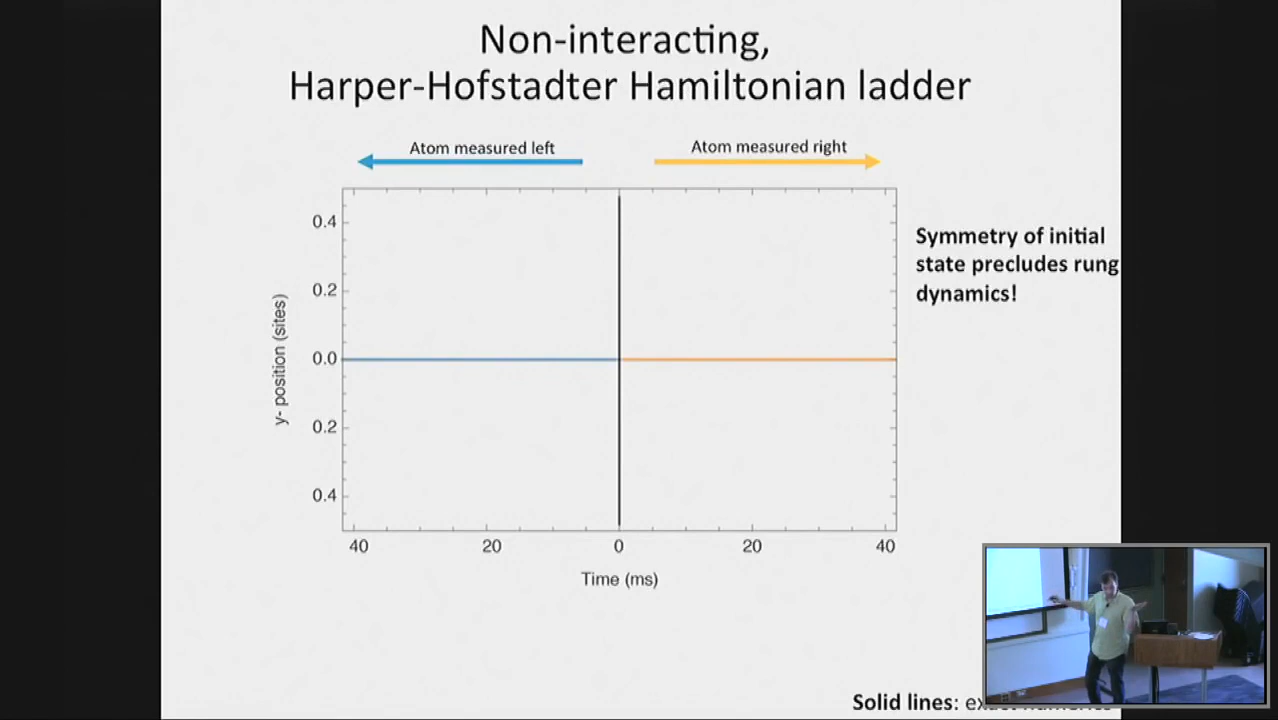 Non-interacting,
Harper-Hofstadter Hamiltonian ladder
Atom measured left
Atom measured right
Symmetry of initial
state precludes rung
dynamics!
y- position (sites)
0.4
0.2
0.0
0.2
0.4
40 20 0 20 40
Time (ms)
Solid lines: